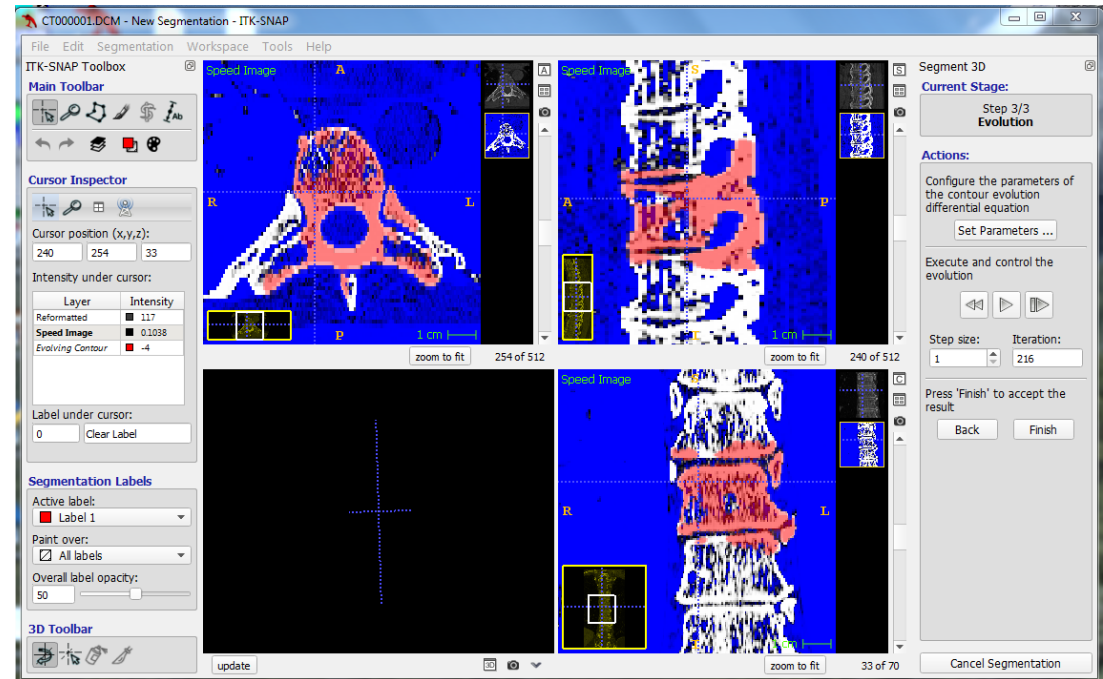 CT000001.DCM - New Segmentation - ITK-SNAP
File Edit Segmentation Workspace Tools Help
ITK-SNAP Toolbox
Main Toolbar
Ab
Cursor Inspector
Cursor position (x,y,z):
240 254 33
Intensity under cursor:
Layer Intensity
Reformatted 117
Speed Image 0.1038
Evolving Contour -4
Label under cursor:
0 Clear Label
Segmentation Labels
Active label:
Label 1
Paint over:
All labels
Overall label opacity:
50
3D Toolbar
Speed Image
A
R
L
P
1 cm
A
zoom to fit 254 of 512
Speed Image
S
A
P
1 cm
S
zoom to fit 240 of 512
update
3D
Speed Image
R
L
C
zoom to fit 33 of 70
Segment 3D
Current Stage:
Step 3/3
Evolution
Actions:
Configure the parameters of
the contour evolution
differential equation
Set Parameters ...
Execute and control the
evolution
Step size: Iteration:
1 216
Press 'Finish' to accept the
result
Back Finish
Cancel Segmentation